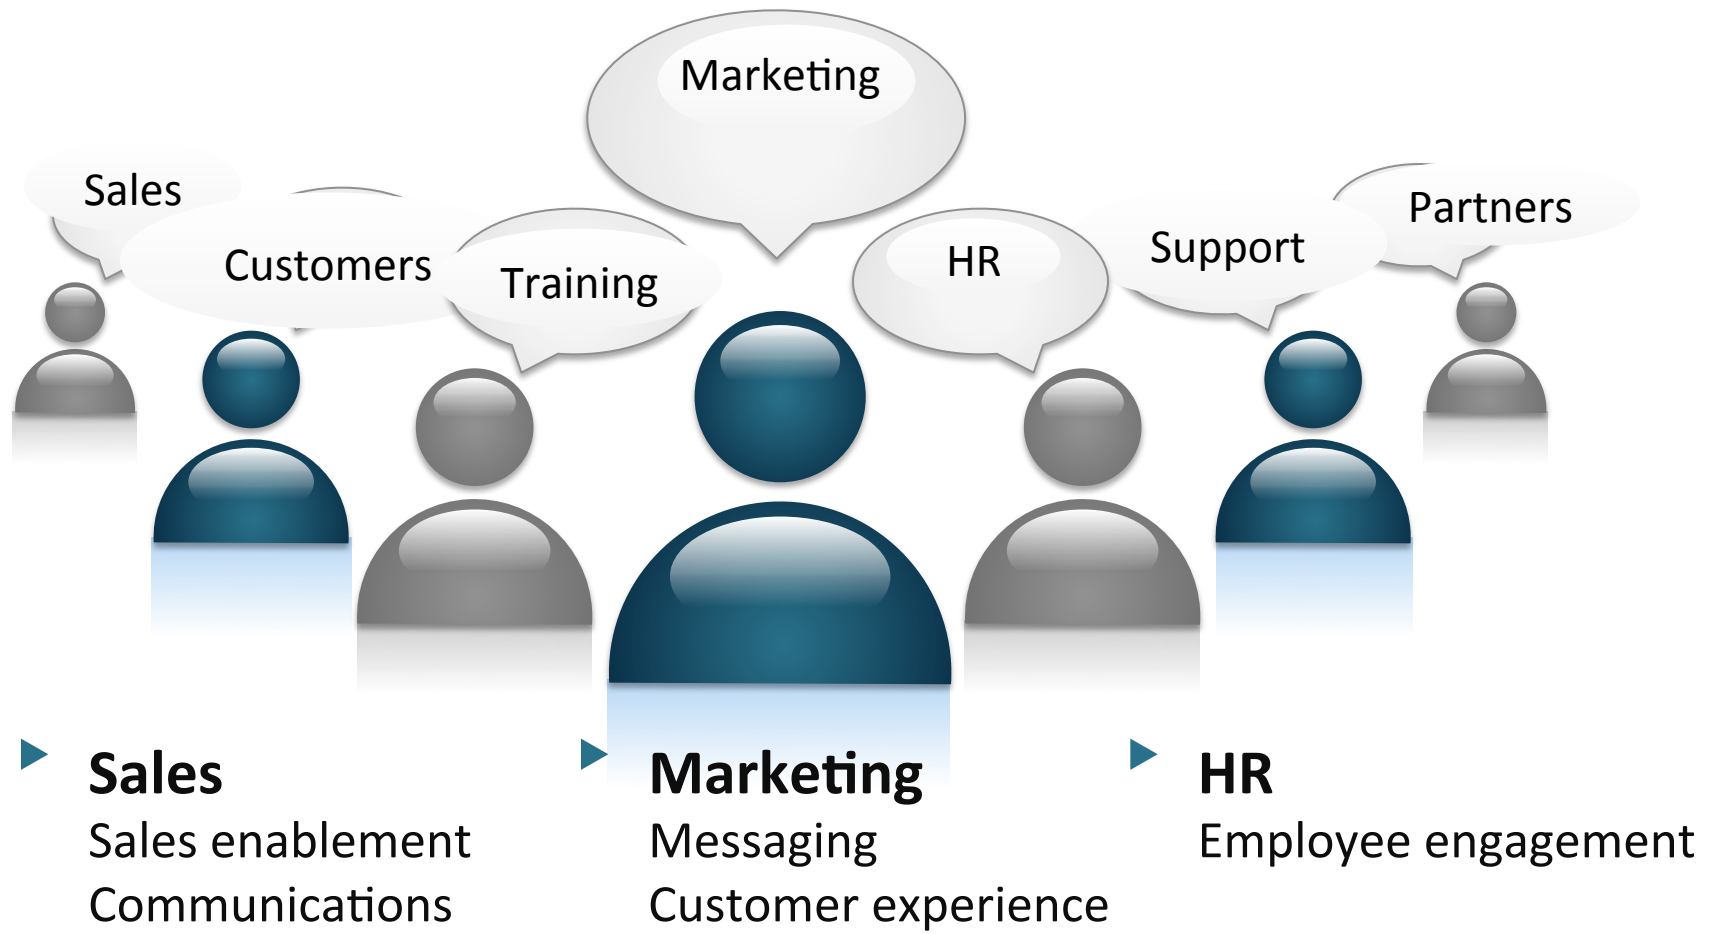 Marketing
Sales
Customers
Training
HR
Support
Partners
Sales
Sales enablement
Communications
Marketing
Messaging
Customer experience
HR
Employee engagement